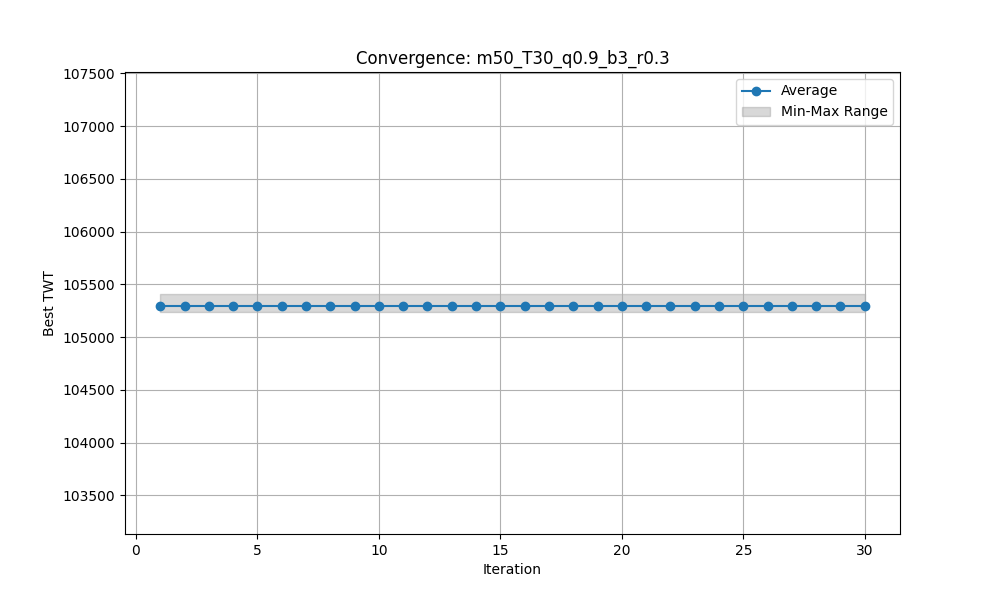 Convergence: m50_T30_q0.9_b3_r0.3
107500
107000
106500
106000
105500
105000
104500
104000
103500
Best TWT
Average
Min-Max Range
0 5 10 15 20 25 30
Iteration